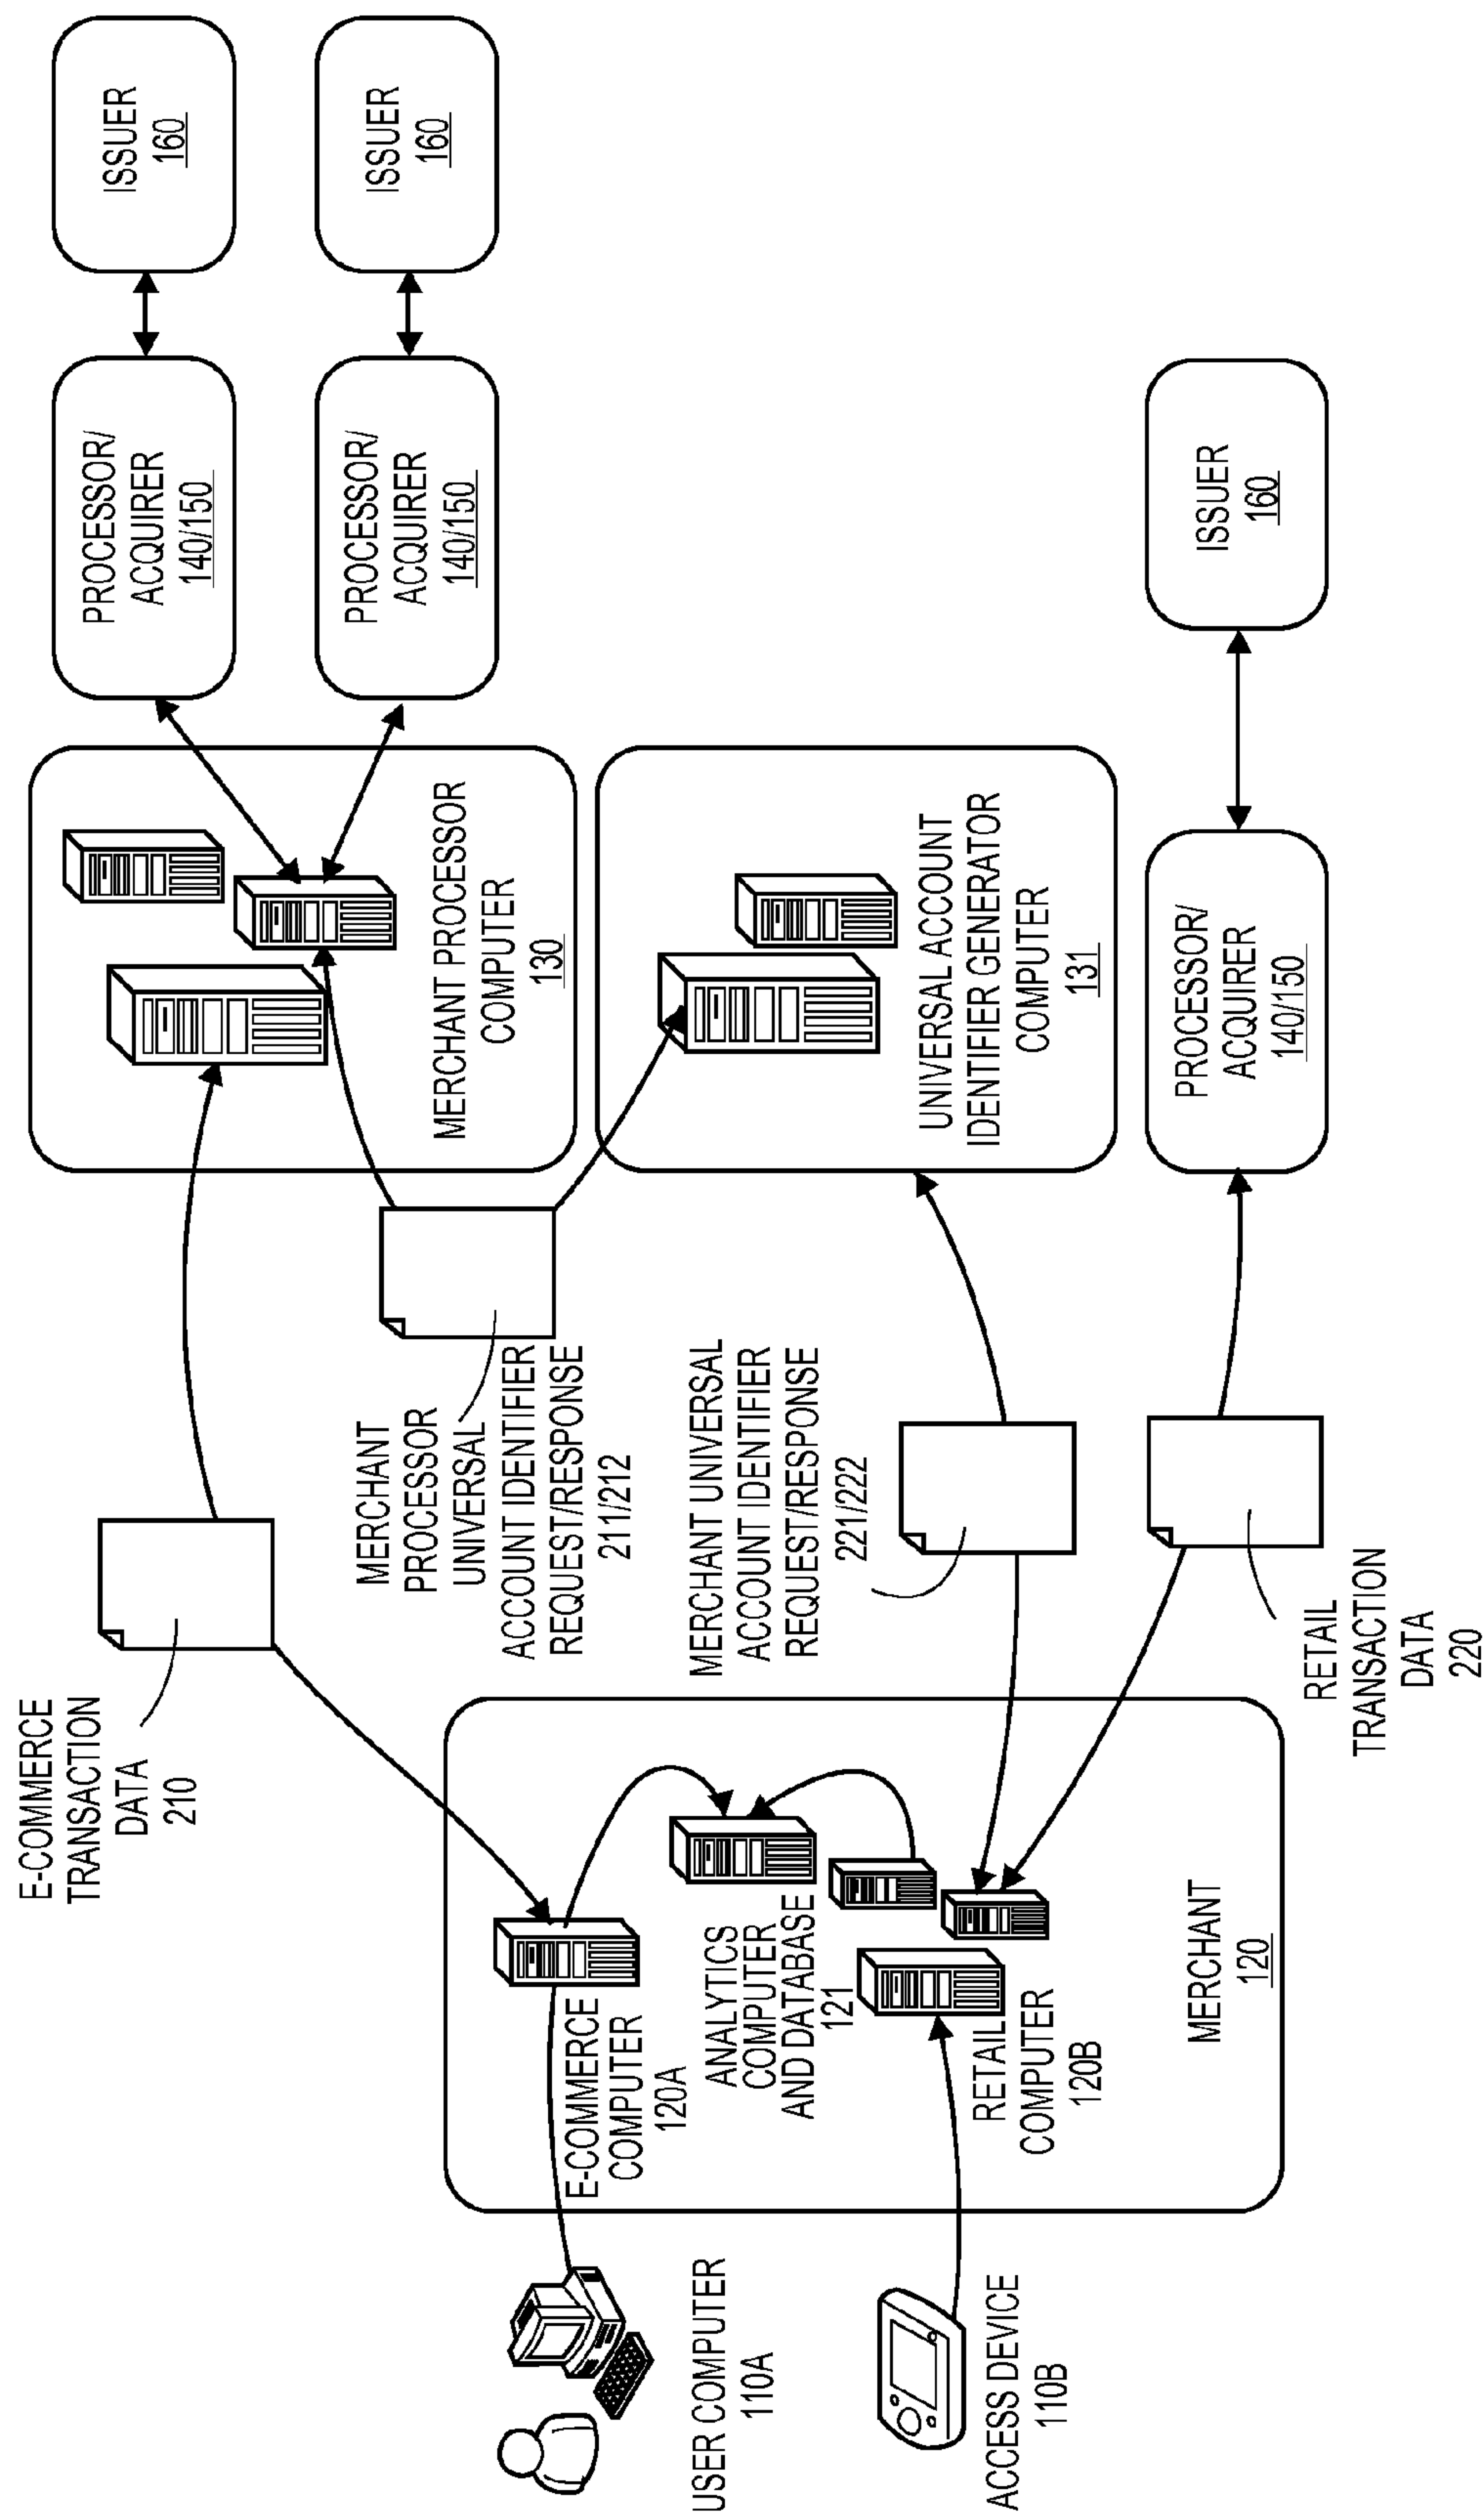 E-COMMERCE
TRANSACTION
DATA
210
MERCHANT
PROCESSOR
UNIVERSAL
ACCOUNT IDENTIFIER
REQUEST/RESPONSE
211/212
MERCHANT UNIVERSAL
ACCOUNT IDENTIFIER
REQUEST/RESPONSE
221/222
RETAIL
TRANSACTION
DATA
220
USER COMPUTER
110A
ACCESS DEVICE
110B
E-COMMERCE
COMPUTER
120A
ANALYTICS
COMPUTER
AND DATABASE
121
RETAIL
COMPUTER
120B
MERCHANT
120
MERCHANT PROCESSOR
COMPUTER
130
UNIVERSAL ACCOUNT
IDENTIFIER GENERATOR
COMPUTER
131
PROCESSOR/
ACQUIRER
140/150
PROCESSOR/
ACQUIRER
140/150
PROCESSOR/
ACQUIRER
140/150
ISSUER
160
ISSUER
160
ISSUER
160